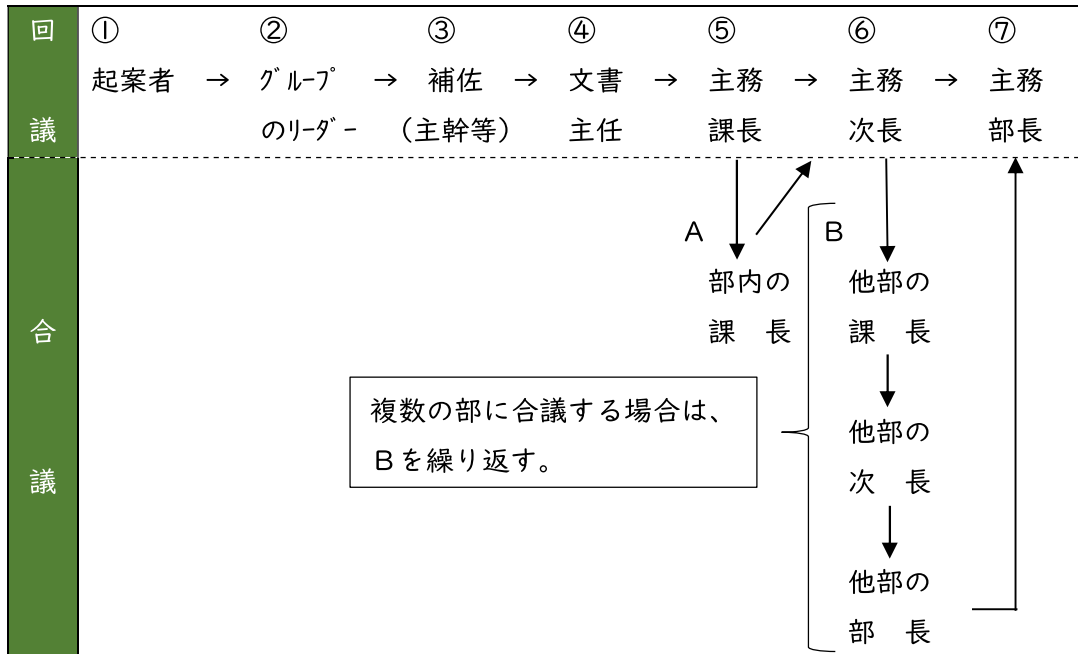 回議
① ② ③ ④ ⑤ ⑥ ⑦
起案者 → グループ → 補佐 → 文書 → 主務 → 主務 → 主務
のリーダー (主幹等) 主任 課長 次長 部長
合議
A B
部内の 他部の
課 長 課 長
複数の部に合議する場合は、
Bを繰り返す。
他部の
次 長
他部の
部 長